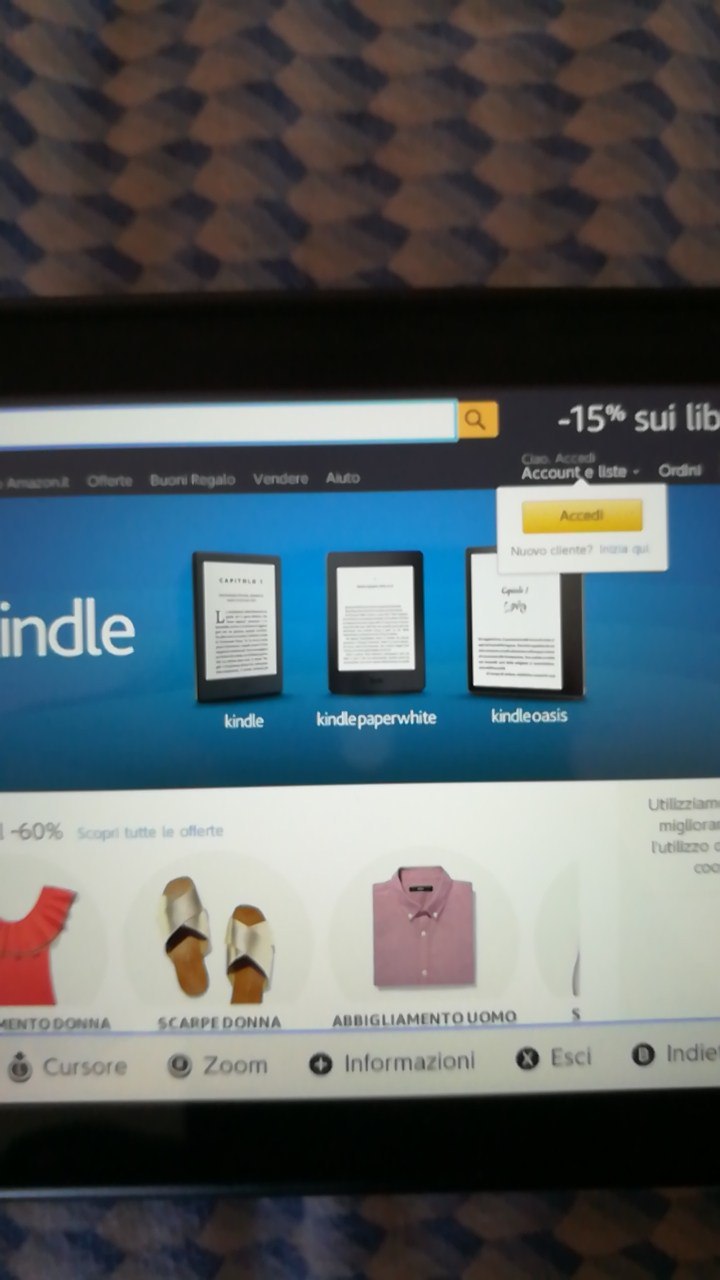 -15% sui lib
Ciao, Accedi
Account e liste
Ordini
Amazon.it
Offerte
Buoni Regalo
Vendere
Aiuto
Accedi
Nuovo cliente? Inizia qui
indle
CAPITOLO 1
kindle
kindle paperwhite
kindle oasis
-60%
Scopri tutte le offerte
Utilizziam
migliorar
l'utilizzo
coo
MENTO DONNA
SCARPE DONNA
ABBIGLIAMENTO UOMO
S
Cursore
Zoom
+ Informazioni
X Esci
Indie